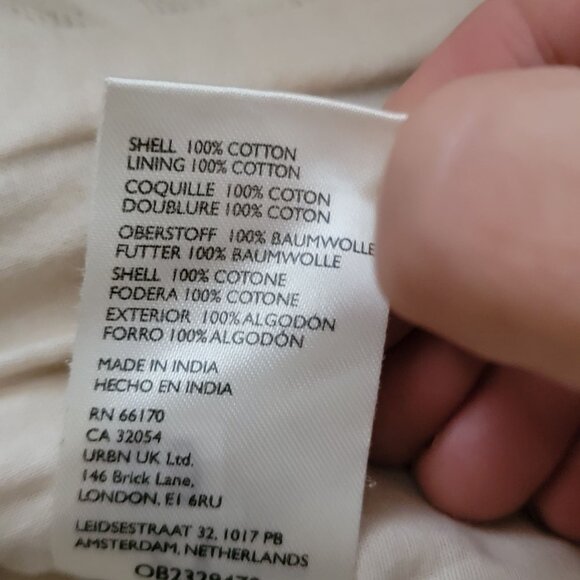 SHELL 100% COTTON
LINING 100% COTTON
COQUILLE 100% COTON
DOUBLURE 100% COTON
OBERSTOFF 100% BAUMWOLLE
FUTTER 100% BAUMWOLLE
SHELL 100% COTONE
FODERA 100% COTONE
EXTERIOR 100% ALGODÓN
FORRO 100% ALGODÓN
MADE IN INDIA
HECHO EN INDIA
RN 66170
CA 32054
URBN UK Ltd.
146 Brick Lane,
LONDON, E1 6RU
LEIDSESTRAAT 32, 1017 PB
AMSTERDAM, NETHERLANDS